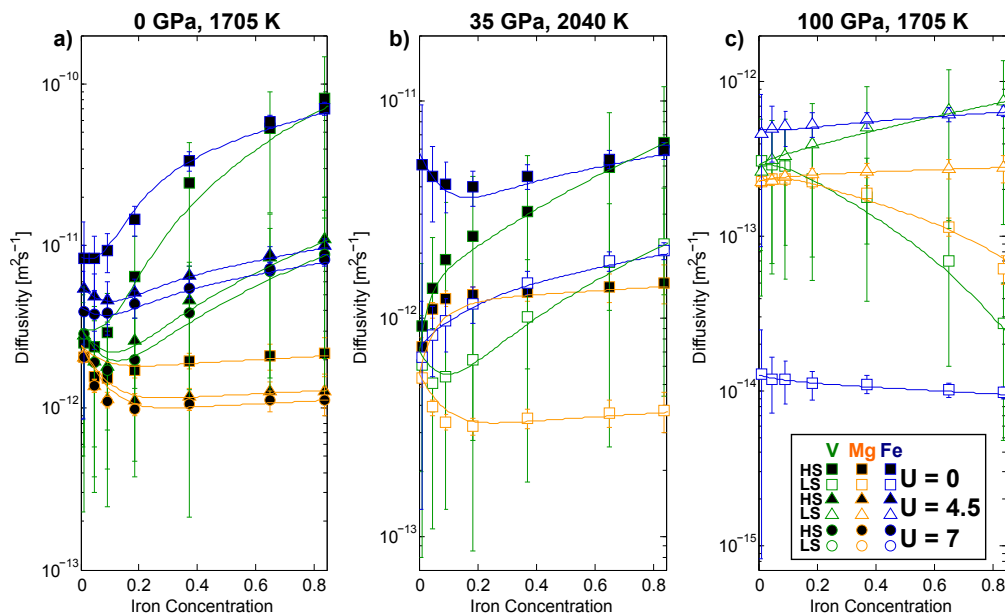 0 GPa, 1705 K
35 GPa, 2040 K
100 GPa, 1705 K
a)
b)
c)
Diffusivity [m²s⁻¹]
10⁻¹⁰
10⁻¹¹
10⁻¹²
10⁻¹³
0
0.2
0.4
0.6
0.8
Iron Concentration
Diffusivity [m²s⁻¹]
10⁻¹¹
10⁻¹²
10⁻¹³
0
0.2
0.4
0.6
0.8
Iron Concentration
Diffusivity [m²s⁻¹]
10⁻¹²
10⁻¹³
10⁻¹⁴
10⁻¹⁵
0
0.2
0.4
0.6
0.8
Iron Concentration
V Mg Fe
HS
LS
U = 0
HS
LS
U = 4.5
HS
LS
U = 7